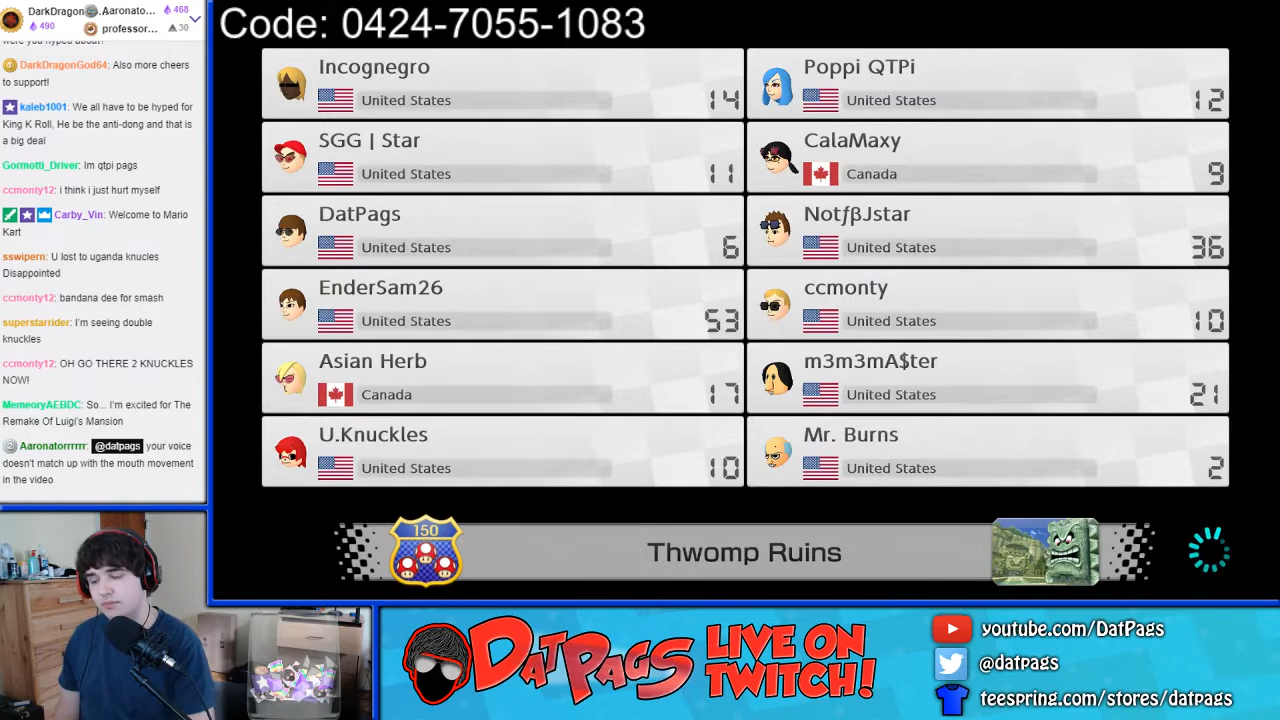 DarkDragon
490
Aaronato...
468
professor...
30
were you hyped about?
DarkDragonGod64: Also more cheers
to support!
kaleb1001: We all have to be hyped for
King K Roll, He be the anti-dong and that is
a big deal
Gormotti_Driver: Im qtpi pags
ccmonty12: i think i just hurt myself
Carby_Vin: Welcome to Mario
Kart
sswipern: U lost to uganda knucles
Disappointed
ccmonty12: bandana dee for smash
superstarrider: I'm seeing double
knuckles
ccmonty12: OH GO THERE 2 KNUCKLES
NOW!
MemeoryAEBDC: So... I'm excited for The
Remake Of Luigi's Mansion
Aaronatorrrrrr: @datpags your voice
doesn't match up with the mouth movement
in the video
Code: 0424-7055-1083
Incognegro
United States
14
Poppi QTPi
United States
12
SGG | Star
United States
11
CalaMaxy
Canada
9
DatPags
United States
6
NotƒβJstar
United States
36
EnderSam26
United States
53
ccmonty
United States
10
Asian Herb
Canada
17
m3m3mA$ter
United States
21
U.Knuckles
United States
10
Mr. Burns
United States
2
150
Thwomp Ruins
DATPAGS
LIVE ON
TWITCH!
youtube.com/DatPags
@datpags
teespring.com/stores/datpags